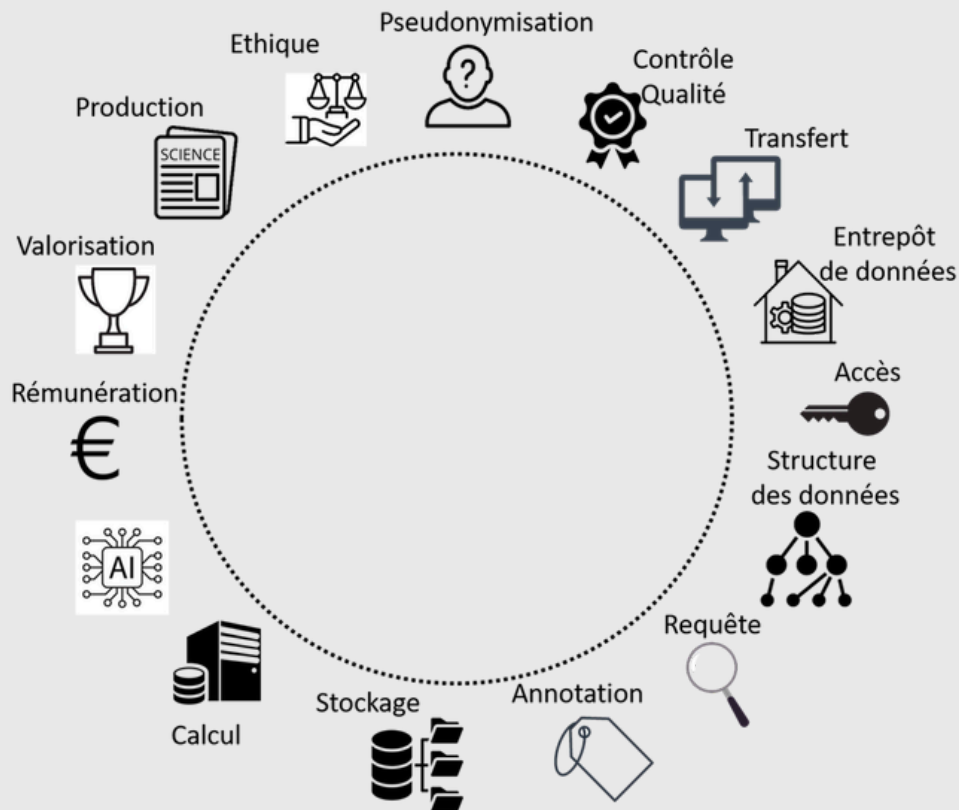 Pseudonymisation
Contrôle
Qualité
Transfert
Entrepôt
de données
Accès
Structure
des données
Requête
Annotation
Stockage
Calcul
AI
Rémunération
€
Valorisation
Production
SCIENCE
Ethique
?